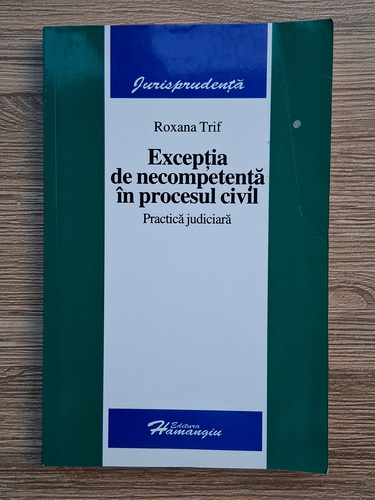 Jurisprudență
Roxana Trif
Excepția
de necompetență
în procesul civil
Practică judiciară
Editura
Hamangiu